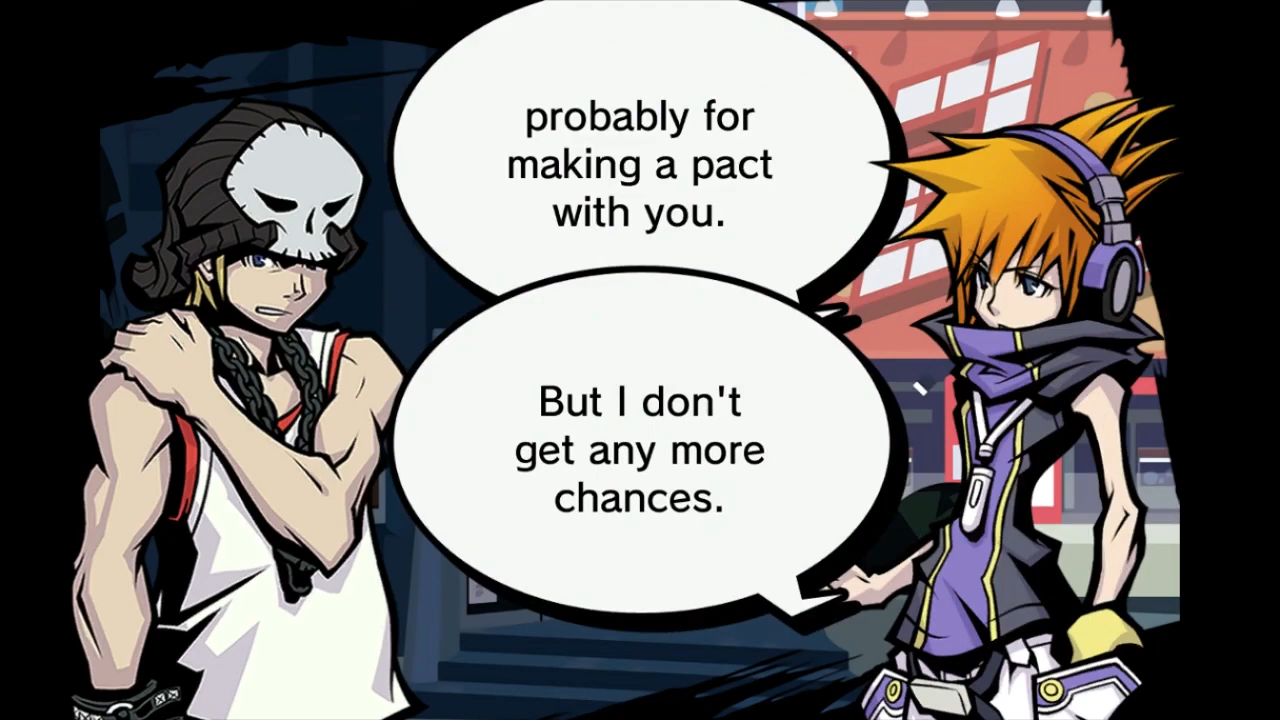 probably for
making a pact
with you.
But I don't
get any more
chances.